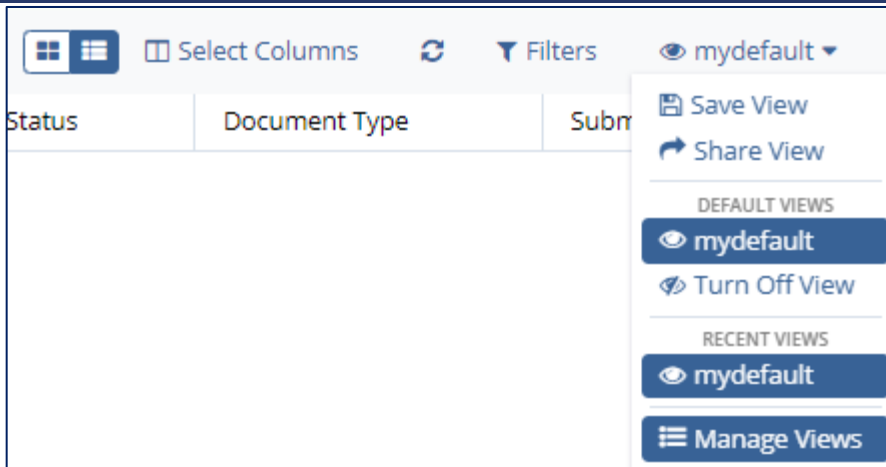 Select Columns Filters mydefault
Status Document Type Subm
Save View
Share View
DEFAULT VIEWS
mydefault
Turn Off View
RECENT VIEWS
mydefault
Manage Views